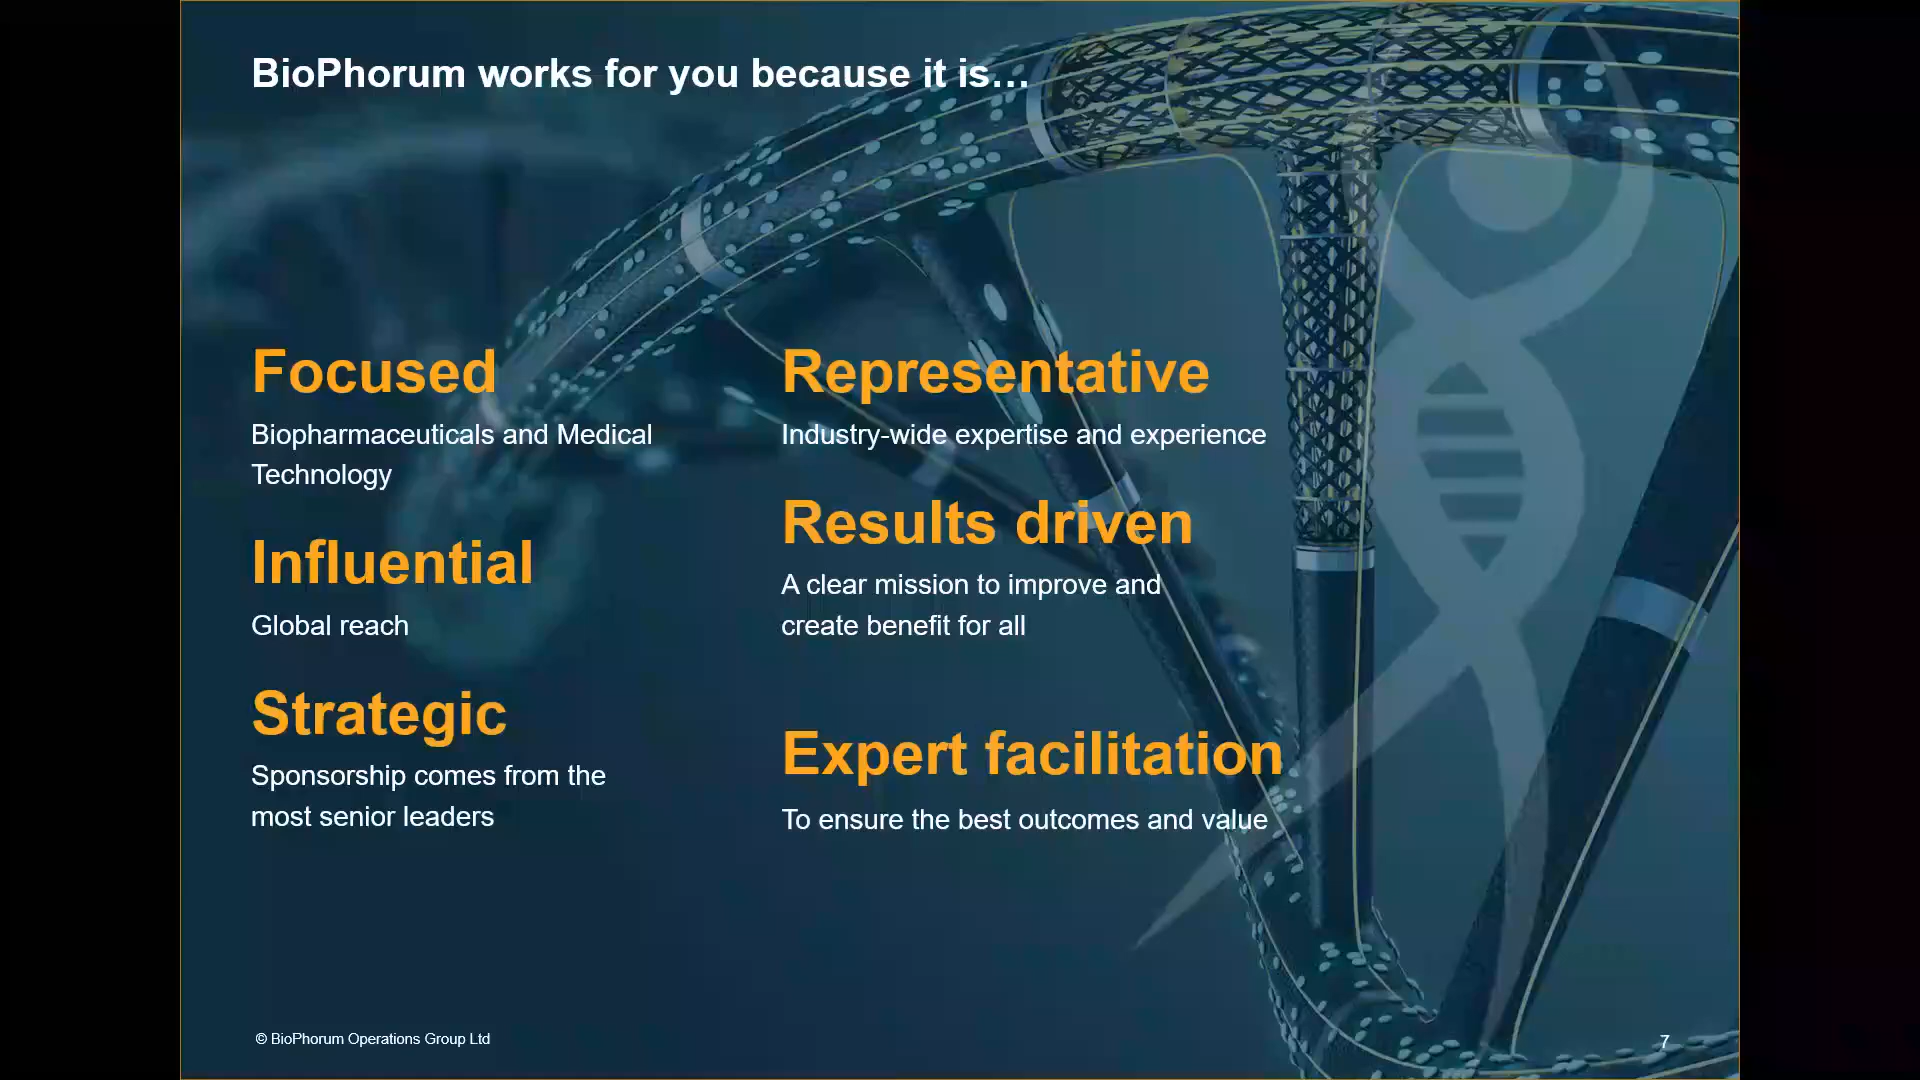 BioPhorum works for you because it is...
Focused
Biopharmaceuticals and Medical
Technology
Influential
Global reach
Strategic
Sponsorship comes from the
most senior leaders
Representative
Industry-wide expertise and experience
Results driven
A clear mission to improve and
create benefit for all
Expert facilitation
To ensure the best outcomes and value
© BioPhorum Operations Group Ltd
7